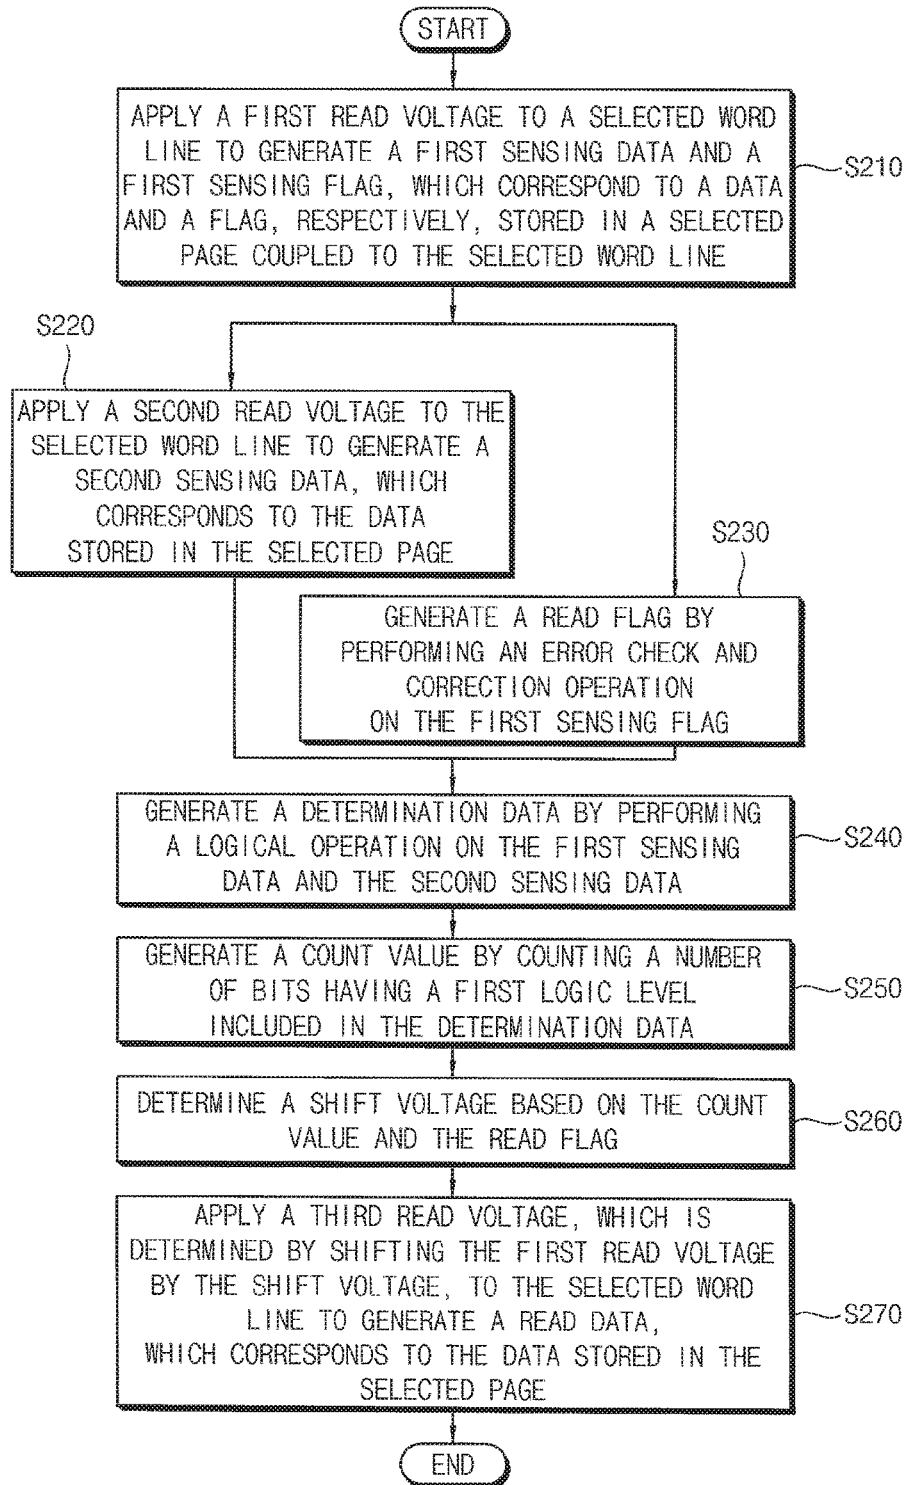 START
APPLY A FIRST READ VOLTAGE TO A SELECTED WORD
LINE TO GENERATE A FIRST SENSING DATA AND A
FIRST SENSING FLAG, WHICH CORRESPOND TO A DATA
AND A FLAG, RESPECTIVELY, STORED IN A SELECTED
PAGE COUPLED TO THE SELECTED WORD LINE
S210
S220
APPLY A SECOND READ VOLTAGE TO THE
SELECTED WORD LINE TO GENERATE A
SECOND SENSING DATA, WHICH
CORRESPONDS TO THE DATA
STORED IN THE SELECTED PAGE
S230
GENERATE A READ FLAG BY
PERFORMING AN ERROR CHECK AND
CORRECTION OPERATION
ON THE FIRST SENSING FLAG
GENERATE A DETERMINATION DATA BY PERFORMING
A LOGICAL OPERATION ON THE FIRST SENSING
DATA AND THE SECOND SENSING DATA
S240
GENERATE A COUNT VALUE BY COUNTING A NUMBER
OF BITS HAVING A FIRST LOGIC LEVEL
INCLUDED IN THE DETERMINATION DATA
S250
DETERMINE A SHIFT VOLTAGE BASED ON THE COUNT
VALUE AND THE READ FLAG
S260
APPLY A THIRD READ VOLTAGE, WHICH IS
DETERMINED BY SHIFTING THE FIRST READ VOLTAGE
BY THE SHIFT VOLTAGE, TO THE SELECTED WORD
LINE TO GENERATE A READ DATA,
WHICH CORRESPONDS TO THE DATA STORED IN THE
SELECTED PAGE
S270
END